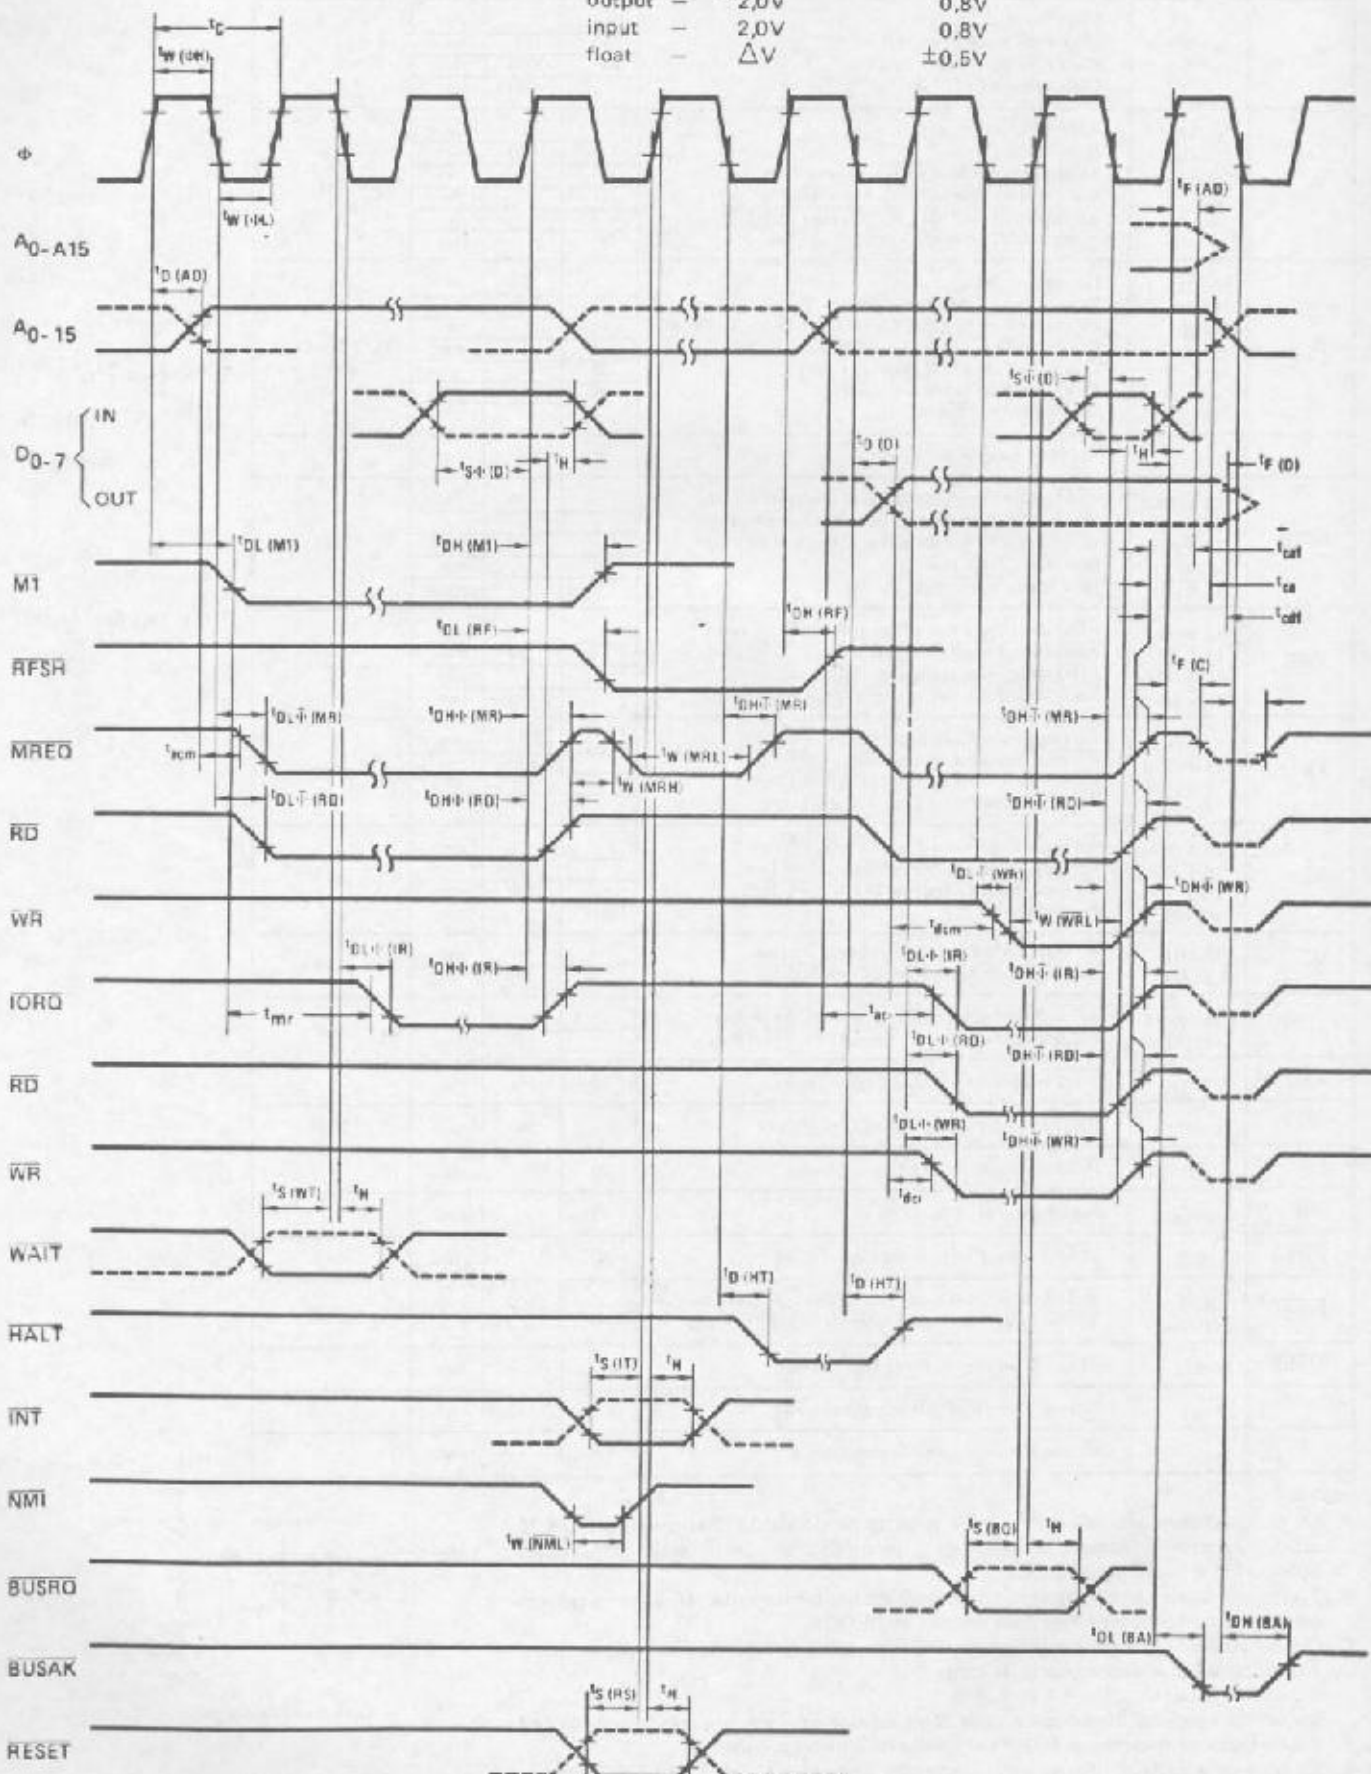 output – 2,0V 0,8V
input – 2,0V 0,8V
float – △V ±0,5V
tC
tW (ΦH)
Φ
tW (ΦL)
tF (AD)
A0-A15
tD (AD)
A0-15
tSΦ̄ (D)
IN
D0-7
OUT
tSΦ (D)
tH
tD (D)
tH
tF (D)
tDL (M1)
tDH (M1)
tcaf
M1
tca
tcdf
tDL (RF)
tDH (RF)
RFSH
tF (C)
tDLΦ̄ (MR)
tDHΦ (MR)
tDHΦ̄ (MR)
tDHΦ̄ (MR)
MREQ
tacm
tW (MRL)
tW (MRH)
tDLΦ̄ (RD)
tDHΦ (RD)
tDHΦ̄ (RD)
RD
tDLΦ̄ (WR)
tDHΦ̄ (WR)
WR
tdcm
tW (WRL)
tDLΦ (IR)
tDHΦ (IR)
tDLΦ (IR)
tDHΦ̄ (IR)
IORQ
tmr
tDLΦ (RD)
tDHΦ̄ (RD)
RD
tDLΦ (WR)
tDHΦ̄ (WR)
WR
tdci
tS (WT)
tH
WAIT
tD (HT)
tD (HT)
HALT
tS (IT)
tH
INT
NMI
tW (NML)
tS (BQ)
tH
BUSRQ
tDL (BA)
tDH (BA)
BUSAK
tS (RS)
tH
RESET